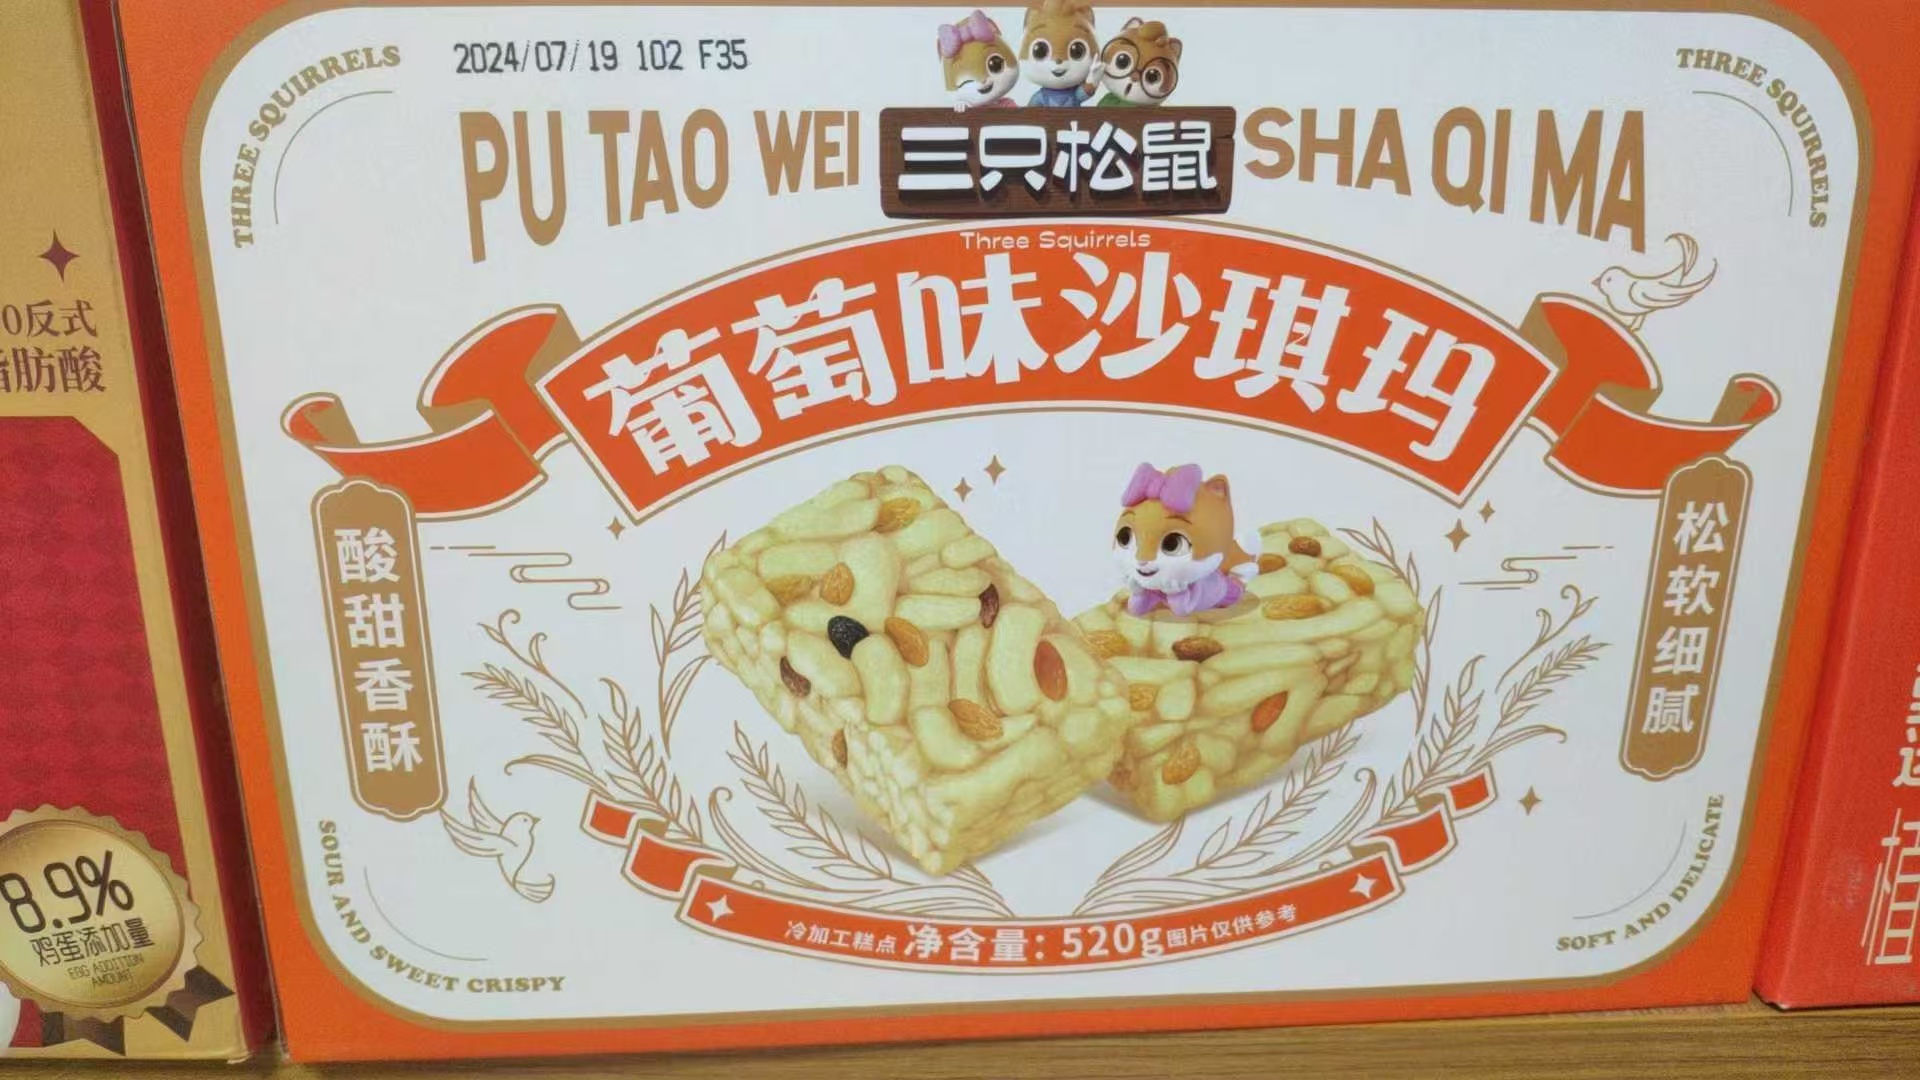 2024/07/19 102 F35
THREE SQUIRRELS
THREE SQUIRRELS
PU TAO WEI
三只松鼠
SHA QI MA
Three Squirrels
葡萄味沙琪玛
酸甜香酥
松软细腻
SOUR AND SWEET CRISPY
SOFT AND DELICATE
冷加工糕点 净含量: 520g 图片仅供参考
0反式
脂肪酸
8.9%
鸡蛋添加量
EGG ADDITION
AMOUNT